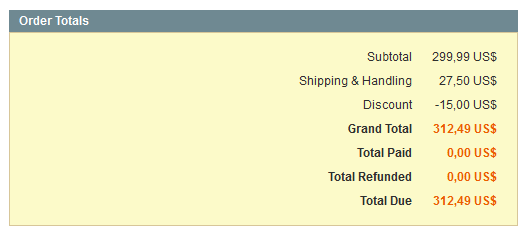 Order Totals
Subtotal 299,99 US$
Shipping & Handling 27,50 US$
Discount -15,00 US$
Grand Total 312,49 US$
Total Paid 0,00 US$
Total Refunded 0,00 US$
Total Due 312,49 US$